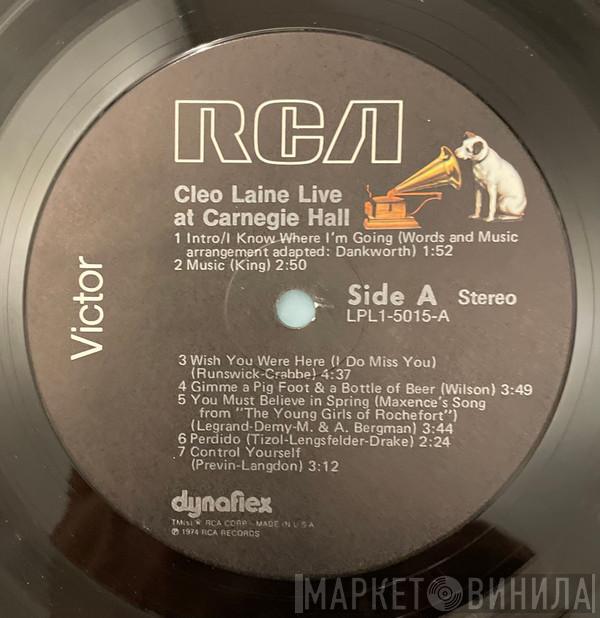 RCA
Cleo Laine Live
at Carnegie Hall
1 Intro/I Know Where I'm Going (Words and Music
arrangement adapted: Dankworth) 1:52
2 Music (King) 2:50
Victor
Side A Stereo
LPL1-5015-A
3 Wish You Were Here (I Do Miss You)
(Runswick-Crabbe) 4:37
4 Gimme a Pig Foot & a Bottle of Beer (Wilson) 3:49
5 You Must Believe in Spring (Maxence's Song
from "The Young Girls of Rochefort")
(Legrand-Demy-M. & A. Bergman) 3:44
6 Perdido (Tizol-Lengsfelder-Drake) 2:24
7 Control Yourself
(Previn-Langdon) 3:12
dynaflex
TMk(s) ® RCA CORP - MADE IN U.S.A.
℗ 1974 RCA RECORDS
МАРКЕТ ВИНИЛА